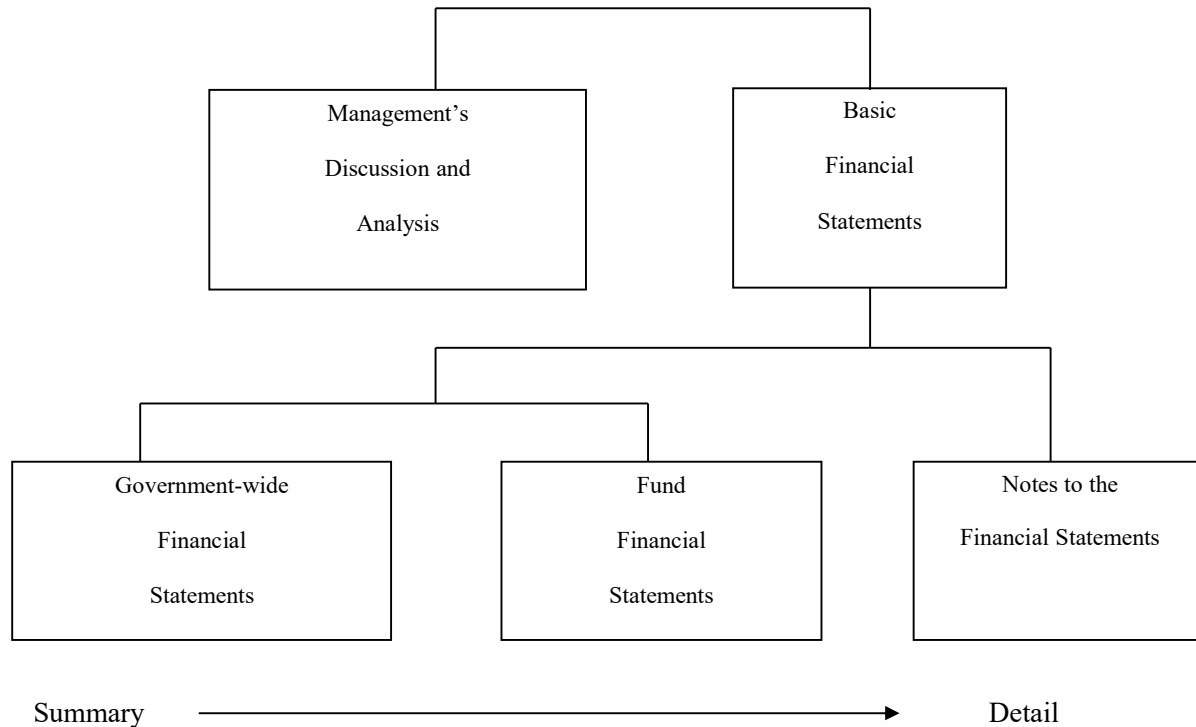 Management’s
Discussion and
Analysis
Basic
Financial
Statements
Government-wide
Financial
Statements
Fund
Financial
Statements
Notes to the
Financial Statements
Summary
Detail